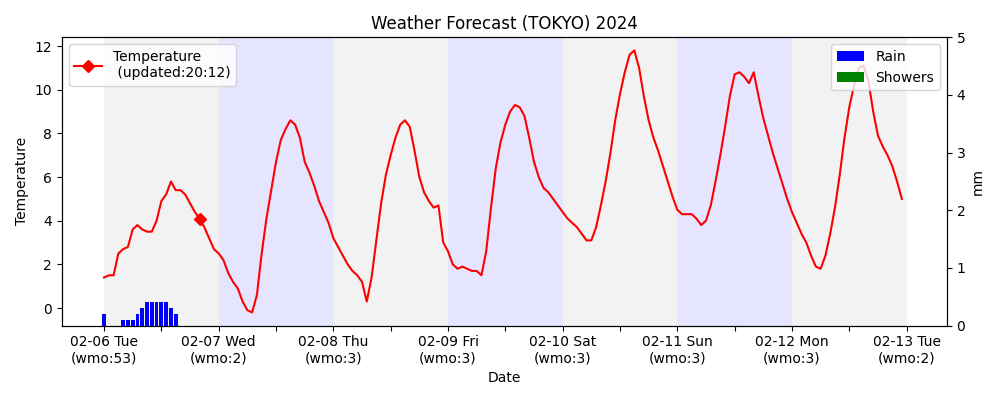 Weather Forecast (TOKYO) 2024
Temperature
(updated:20:12)
Rain
Showers
12
10
8
6
4
2
0
Temperature
5
4
3
2
1
0
mm
02-06 Tue
(wmo:53)
02-07 Wed
(wmo:2)
02-08 Thu
(wmo:3)
02-09 Fri
(wmo:3)
02-10 Sat
(wmo:3)
02-11 Sun
(wmo:3)
02-12 Mon
(wmo:3)
02-13 Tue
(wmo:2)
Date